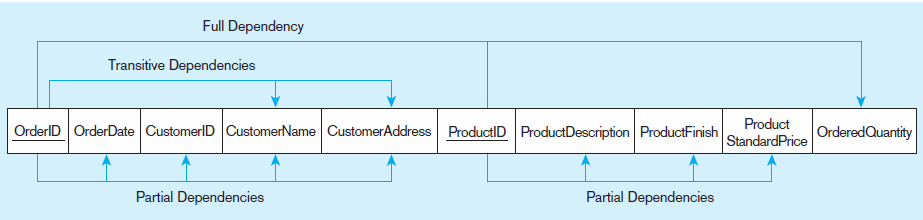 Full Dependency
Transitive Dependencies
OrderID OrderDate CustomerID CustomerName CustomerAddress ProductID ProductDescription ProductFinish Product StandardPrice OrderedQuantity
Partial Dependencies Partial Dependencies